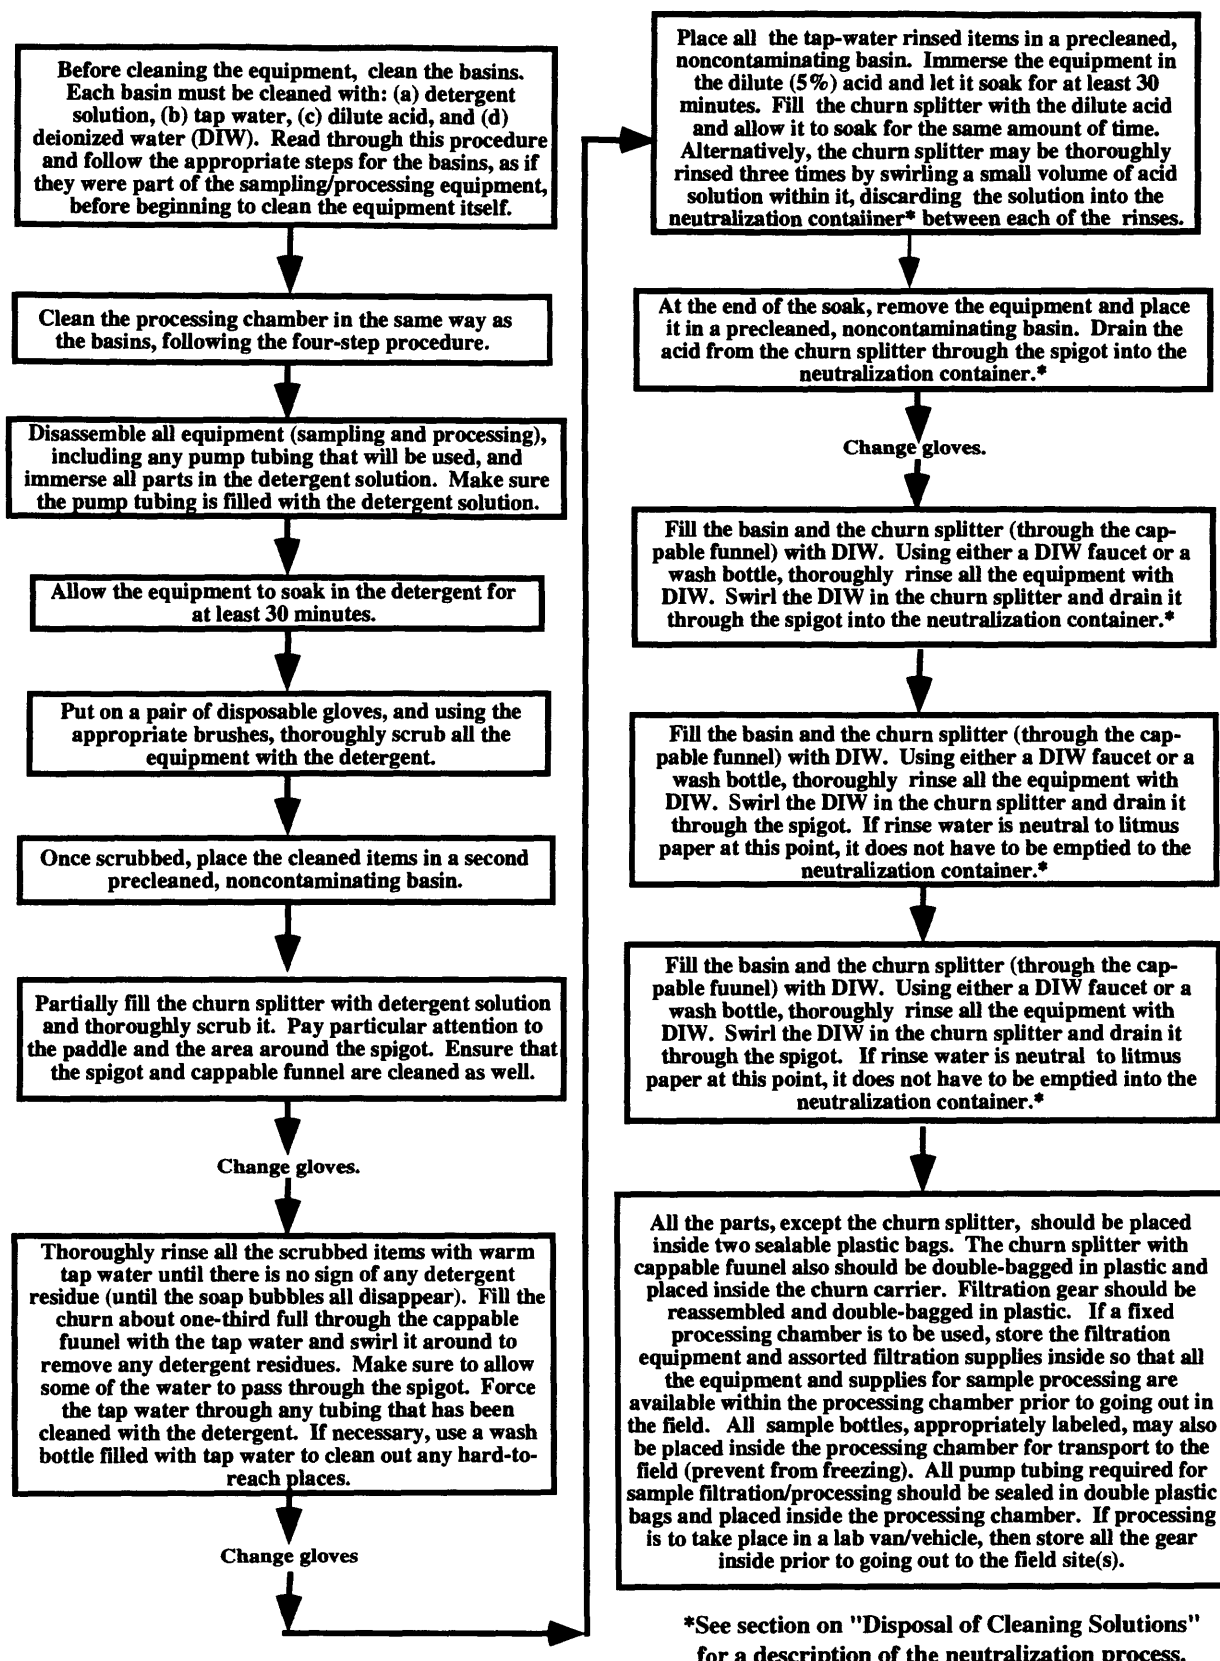 Before cleaning the equipment, clean the basins.
Each basin must be cleaned with: (a) detergent
solution, (b) tap water, (c) dilute acid, and (d)
deionized water (DIW). Read through this procedure
and follow the appropriate steps for the basins, as if
they were part of the sampling/processing equipment,
before beginning to clean the equipment itself.
Clean the processing chamber in the same way as
the basins, following the four-step procedure.
Disassemble all equipment (sampling and processing),
including any pump tubing that will be used, and
immerse all parts in the detergent solution. Make sure
the pump tubing is filled with the detergent solution.
Allow the equipment to soak in the detergent for
at least 30 minutes.
Put on a pair of disposable gloves, and using the
appropriate brushes, thoroughly scrub all the
equipment with the detergent.
Once scrubbed, place the cleaned items in a second
precleaned, noncontaminating basin.
Partially fill the churn splitter with detergent solution
and thoroughly scrub it. Pay particular attention to
the paddle and the area around the spigot. Ensure that
the spigot and cappable funnel are cleaned as well.
Change gloves.
Thoroughly rinse all the scrubbed items with warm
tap water until there is no sign of any detergent
residue (until the soap bubbles all disappear). Fill the
churn about one-third full through the cappable
fuunel with the tap water and swirl it around to
remove any detergent residues. Make sure to allow
some of the water to pass through the spigot. Force
the tap water through any tubing that has been
cleaned with the detergent. If necessary, use a wash
bottle filled with tap water to clean out any hard-to-
reach places.
Change gloves
Place all the tap-water rinsed items in a precleaned,
noncontaminating basin. Immerse the equipment in
the dilute (5%) acid and let it soak for at least 30
minutes. Fill the churn splitter with the dilute acid
and allow it to soak for the same amount of time.
Alternatively, the churn splitter may be thoroughly
rinsed three times by swirling a small volume of acid
solution within it, discarding the solution into the
neutralization contaiiner* between each of the rinses.
At the end of the soak, remove the equipment and place
it in a precleaned, noncontaminating basin. Drain the
acid from the churn splitter through the spigot into the
neutralization container.*
Change gloves.
Fill the basin and the churn splitter (through the cap-
pable funnel) with DIW. Using either a DIW faucet or a
wash bottle, thoroughly rinse all the equipment with
DIW. Swirl the DIW in the churn splitter and drain it
through the spigot into the neutralization container.*
Fill the basin and the churn splitter (through the cap-
pable funnel) with DIW. Using either a DIW faucet or a
wash bottle, thoroughly rinse all the equipment with
DIW. Swirl the DIW in the churn splitter and drain it
through the spigot. If rinse water is neutral to litmus
paper at this point, it does not have to be emptied to the
neutralization container.*
Fill the basin and the churn splitter (through the cap-
pable fuunel) with DIW. Using either a DIW faucet or a
wash bottle, thoroughly rinse all the equipment with
DIW. Swirl the DIW in the churn splitter and drain it
through the spigot. If rinse water is neutral to litmus
paper at this point, it does not have to be emptied into the
neutralization container.*
All the parts, except the churn splitter, should be placed
inside two sealable plastic bags. The churn splitter with
cappable fuunel also should be double-bagged in plastic and
placed inside the churn carrier. Filtration gear should be
reassembled and double-bagged in plastic. If a fixed
processing chamber is to be used, store the filtration
equipment and assorted filtration supplies inside so that all
the equipment and supplies for sample processing are
available within the processing chamber prior to going out in
the field. All sample bottles, appropriately labeled, may also
be placed inside the processing chamber for transport to the
field (prevent from freezing). All pump tubing required for
sample filtration/processing should be sealed in double plastic
bags and placed inside the processing chamber. If processing
is to take place in a lab van/vehicle, then store all the gear
inside prior to going out to the field site(s).
*See section on "Disposal of Cleaning Solutions"
for a description of the neutralization process.